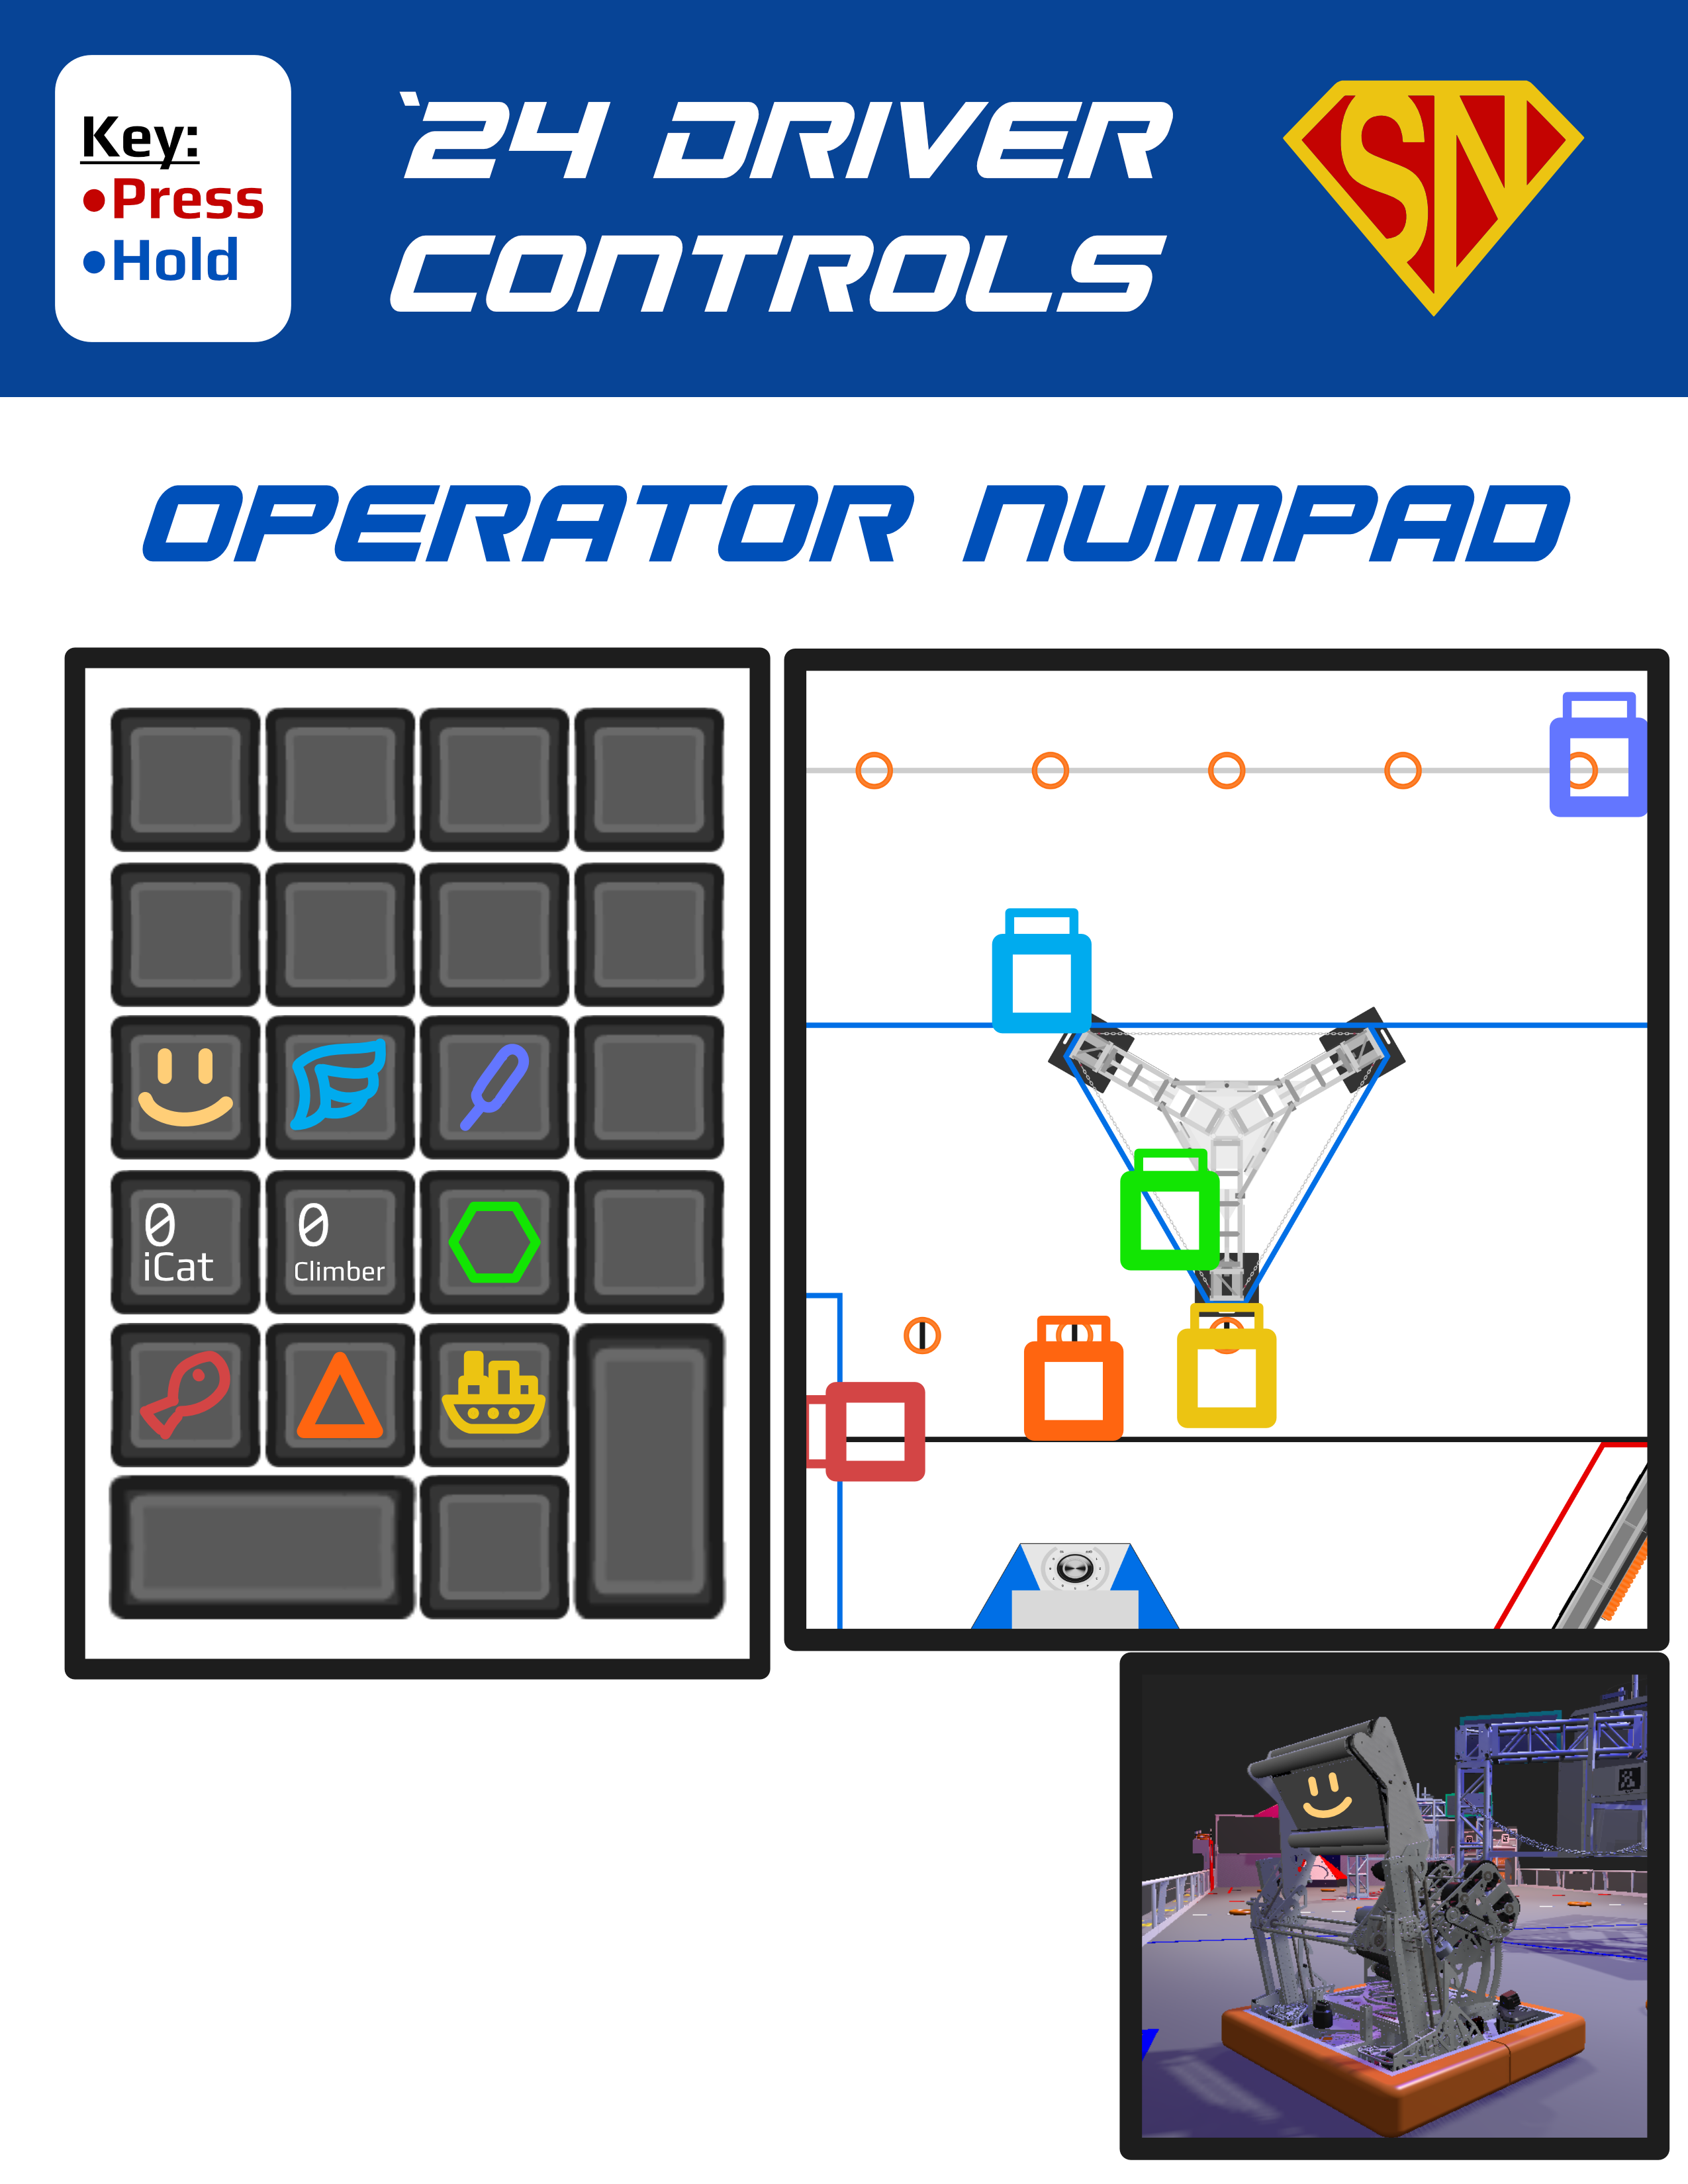 Key:
•Press
•Hold
`24 DRIVER
CONTROLS
SN
OPERATOR NUMPAD
0
iCat
0
Climber